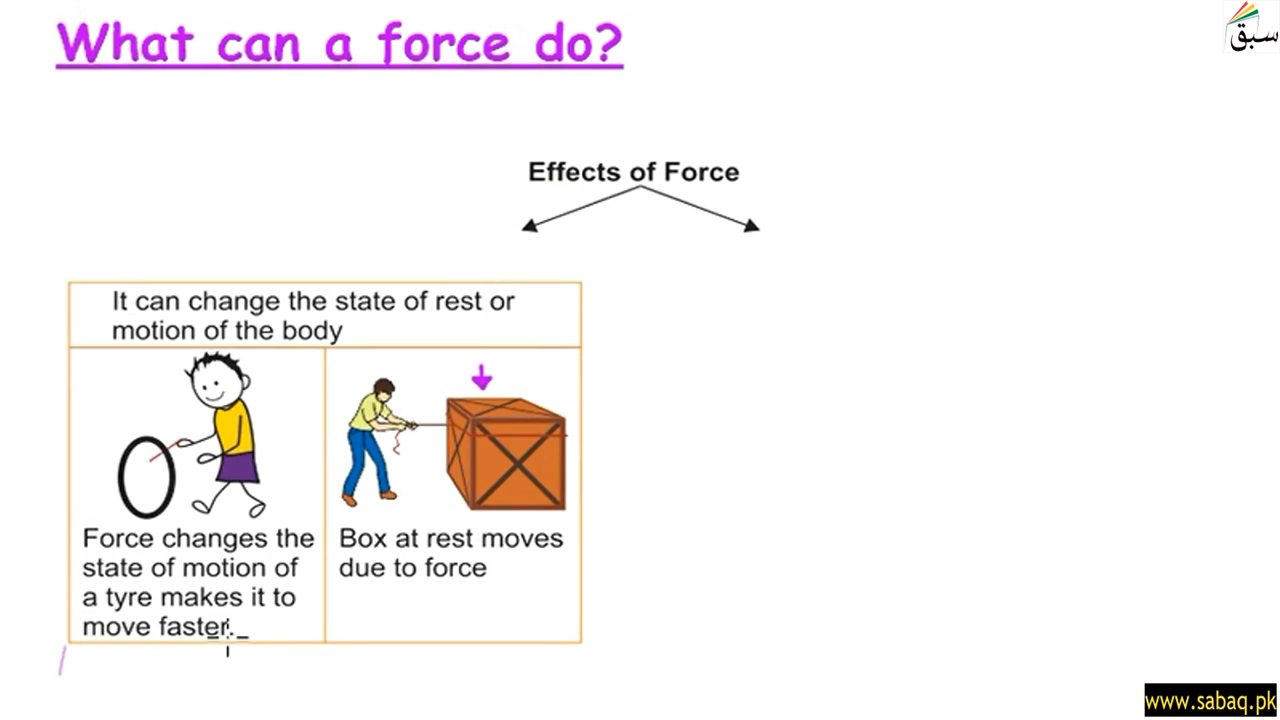 What can a force do?
سبق
Effects of Force
It can change the state of rest or
motion of the body
Force changes the
state of motion of
a tyre makes it to
move faster.
Box at rest moves
due to force
www.sabaq.pk